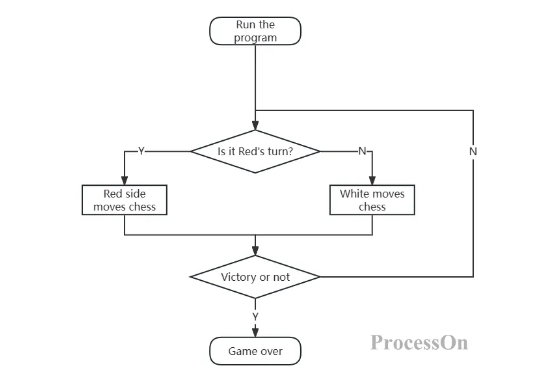 Run the
program
Is it Red's turn?
Y
N
N
Red side
moves chess
White moves
chess
Victory or not
Y
Game over
ProcessOn